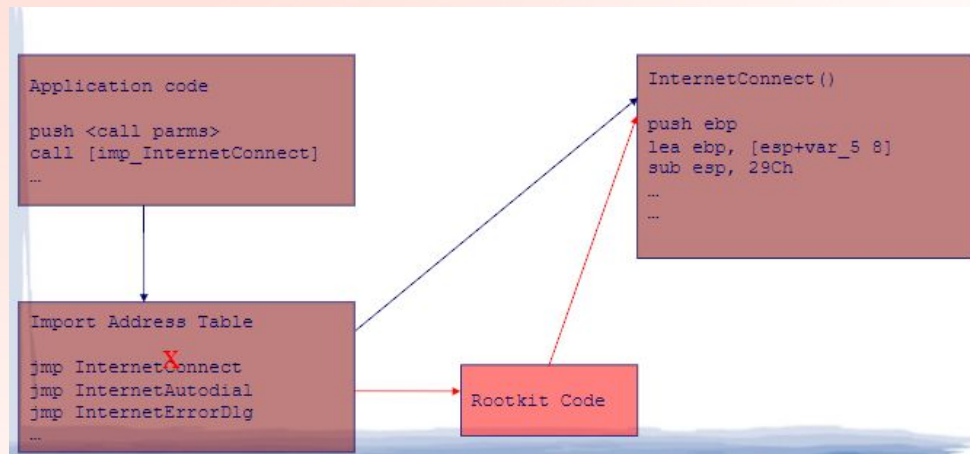 Application code
push <call parms>
call [imp_InternetConnect]
…
Import Address Table
X
jmp InternetConnect
jmp InternetAutodial
jmp InternetErrorDlg
…
Rootkit Code
InternetConnect()
push ebp
lea ebp, [esp+var_5 8]
sub esp, 29Ch
…
…